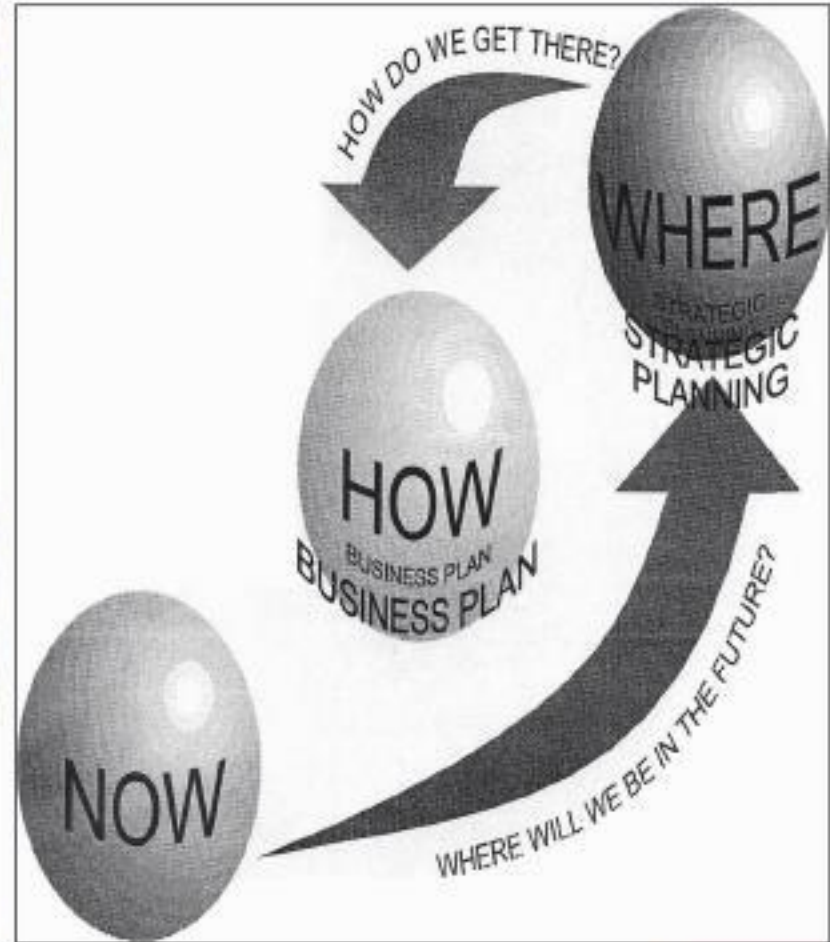 HOW DO WE GET THERE?
WHERE
STRATEGIC
PLANNING
STRATEGIC
PLANNING
HOW
BUSINESS PLAN
BUSINESS PLAN
NOW
WHERE WILL WE BE IN THE FUTURE?